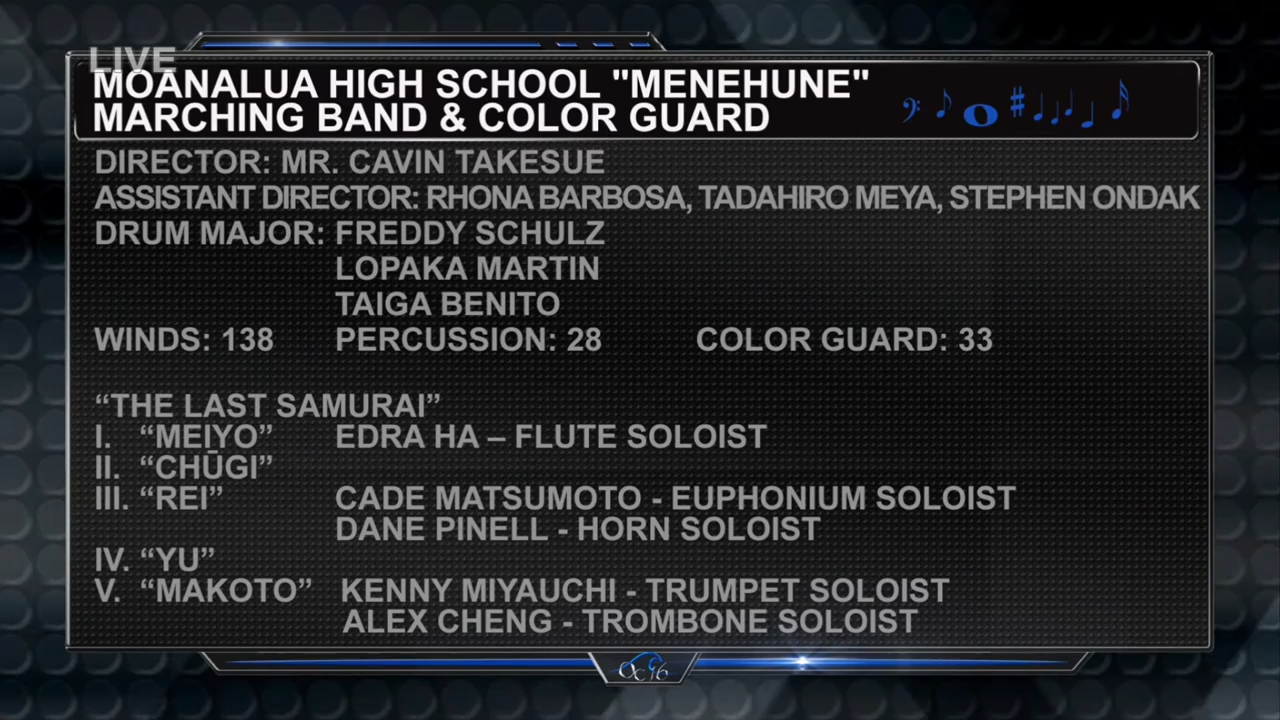 LIVE
MOANALUA HIGH SCHOOL "MENEHUNE"
MARCHING BAND & COLOR GUARD
DIRECTOR: MR. CAVIN TAKESUE
ASSISTANT DIRECTOR: RHONA BARBOSA, TADAHIRO MEYA, STEPHEN ONDAK
DRUM MAJOR: FREDDY SCHULZ
LOPAKA MARTIN
TAIGA BENITO
WINDS: 138 PERCUSSION: 28 COLOR GUARD: 33
“THE LAST SAMURAI”
I. “MEIYO” EDRA HA – FLUTE SOLOIST
II. “CHŪGI”
III. “REI” CADE MATSUMOTO - EUPHONIUM SOLOIST
DANE PINELL - HORN SOLOIST
IV. “YU”
V. “MAKOTO” KENNY MIYAUCHI - TRUMPET SOLOIST
ALEX CHENG - TROMBONE SOLOIST
OC16